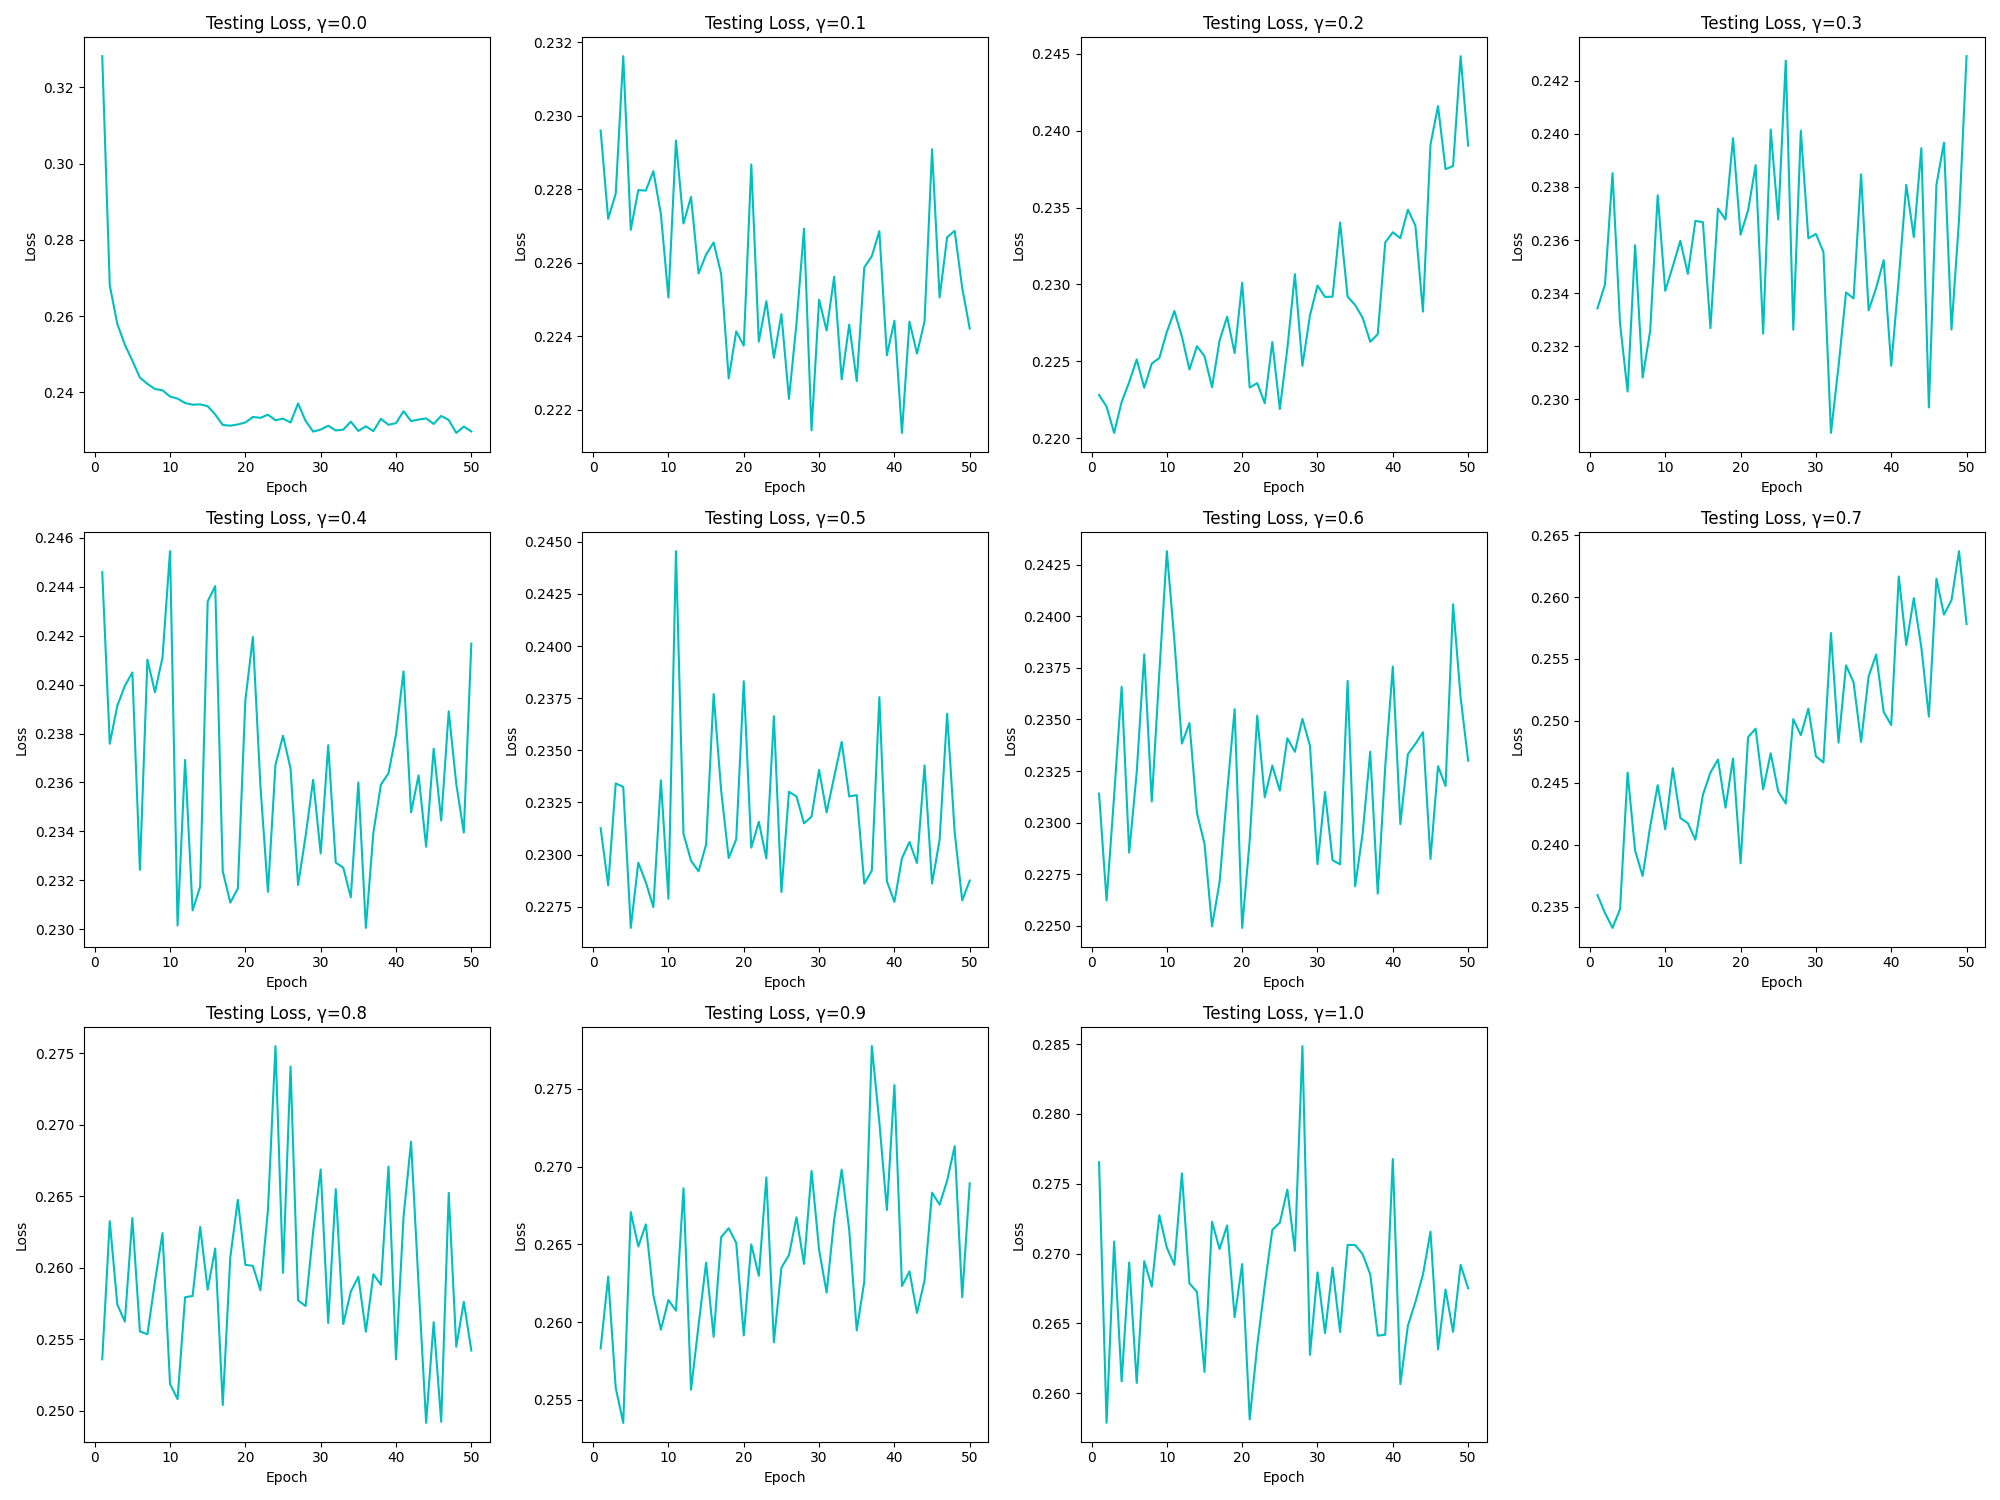 Testing Loss, γ=0.0
Loss
0.32
0.30
0.28
0.26
0.24
0 10 20 30 40 50
Epoch
Testing Loss, γ=0.1
Loss
0.232
0.230
0.228
0.226
0.224
0.222
0 10 20 30 40 50
Epoch
Testing Loss, γ=0.2
Loss
0.245
0.240
0.235
0.230
0.225
0.220
0 10 20 30 40 50
Epoch
Testing Loss, γ=0.3
Loss
0.242
0.240
0.238
0.236
0.234
0.232
0.230
0 10 20 30 40 50
Epoch
Testing Loss, γ=0.4
Loss
0.246
0.244
0.242
0.240
0.238
0.236
0.234
0.232
0.230
0 10 20 30 40 50
Epoch
Testing Loss, γ=0.5
Loss
0.2450
0.2425
0.2400
0.2375
0.2350
0.2325
0.2300
0.2275
0 10 20 30 40 50
Epoch
Testing Loss, γ=0.6
Loss
0.2425
0.2400
0.2375
0.2350
0.2325
0.2300
0.2275
0.2250
0 10 20 30 40 50
Epoch
Testing Loss, γ=0.7
Loss
0.265
0.260
0.255
0.250
0.245
0.240
0.235
0 10 20 30 40 50
Epoch
Testing Loss, γ=0.8
Loss
0.275
0.270
0.265
0.260
0.255
0.250
0 10 20 30 40 50
Epoch
Testing Loss, γ=0.9
Loss
0.275
0.270
0.265
0.260
0.255
0 10 20 30 40 50
Epoch
Testing Loss, γ=1.0
Loss
0.285
0.280
0.275
0.270
0.265
0.260
0 10 20 30 40 50
Epoch